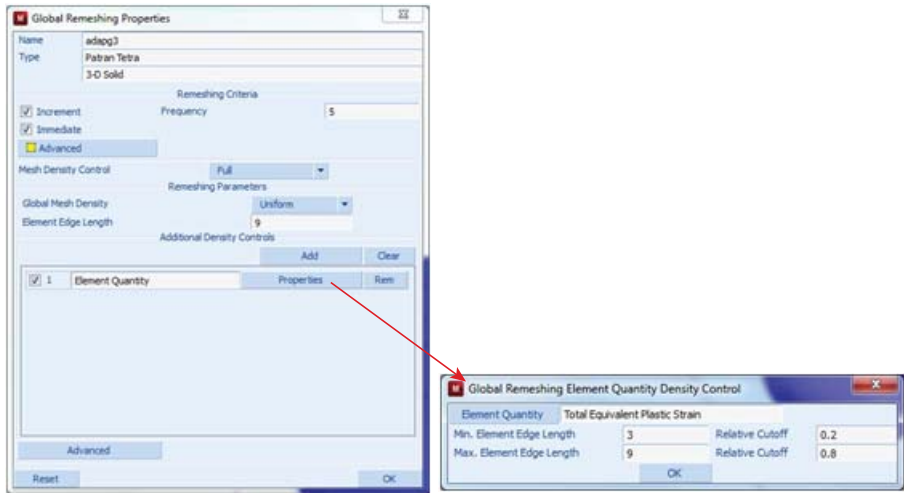 Global Remeshing Properties
Name adapg3
Type Patran Tetra
3-D Solid
Remeshing Criteria
Increment Frequency 5
Immediate
Advanced
Mesh Density Control Full
Remeshing Parameters
Global Mesh Density Uniform
Element Edge Length 9
Additional Density Controls
Add Clear
1 Element Quantity Properties Rem
Advanced
Reset OK
Global Remeshing Element Quantity Density Control
Element Quantity Total Equivalent Plastic Strain
Min. Element Edge Length 3 Relative Cutoff 0.2
Max. Element Edge Length 9 Relative Cutoff 0.8
OK